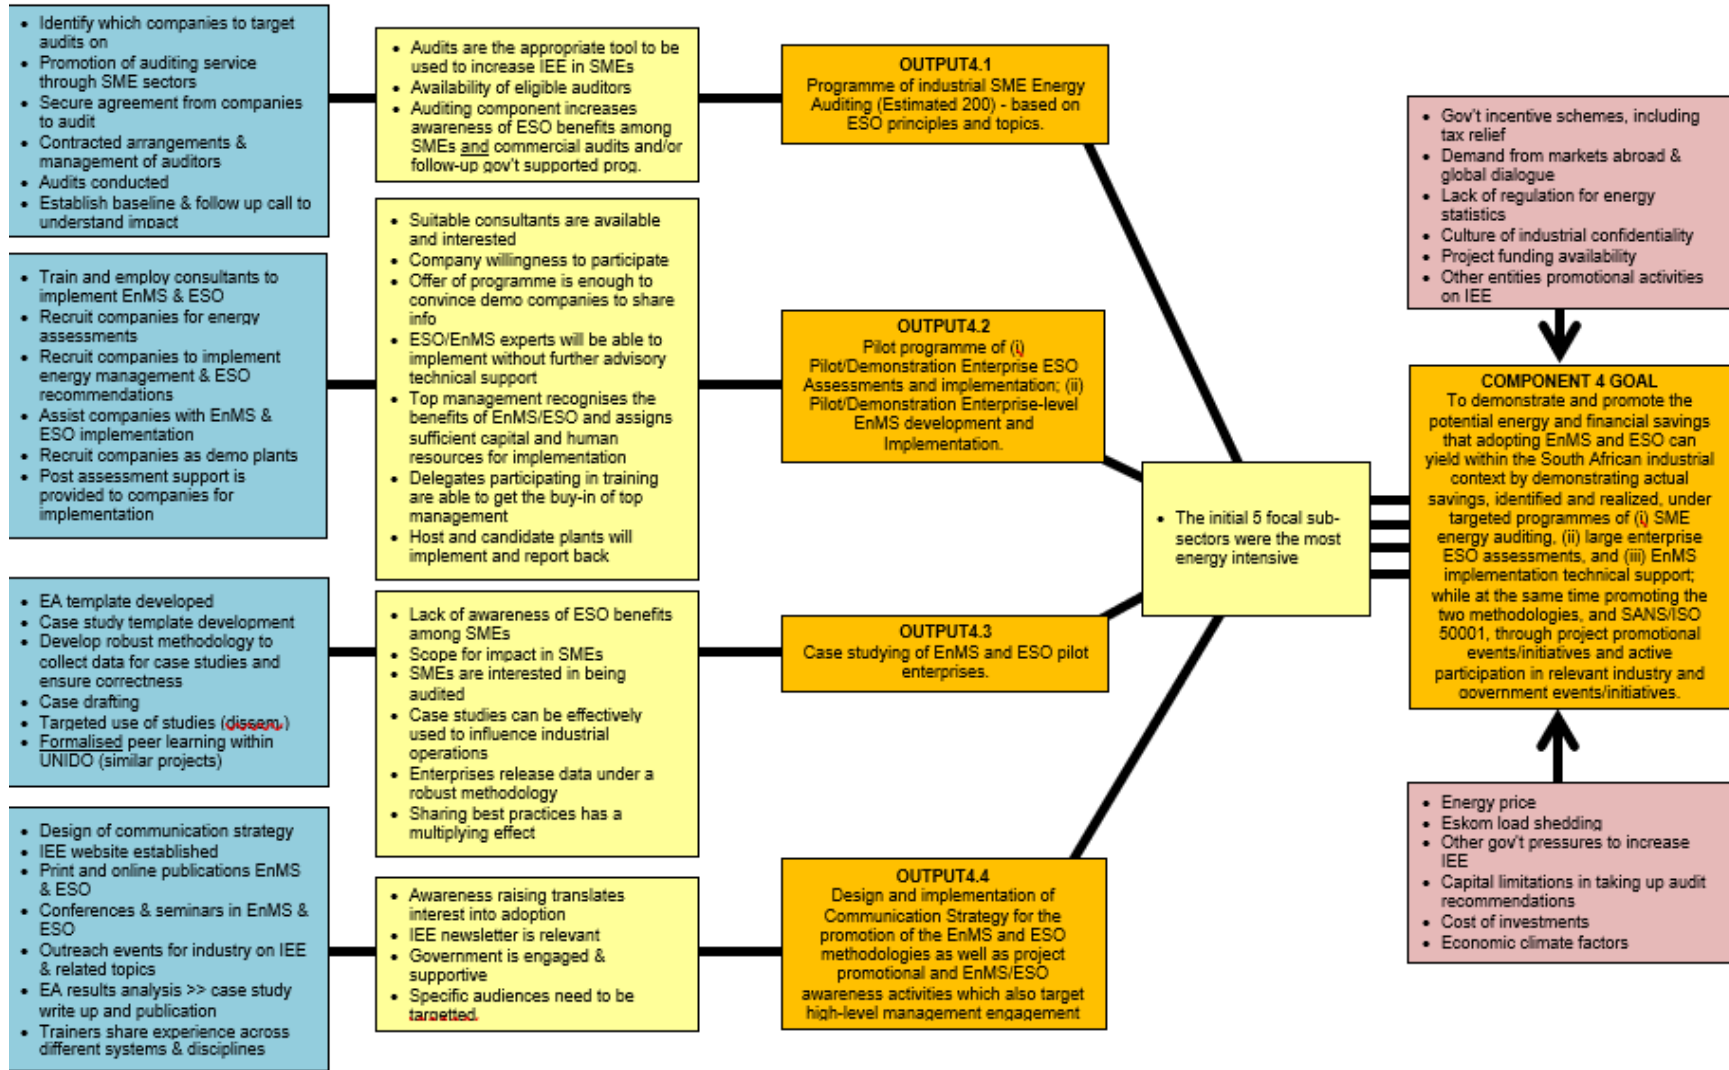 • Identify which companies to target
audits on
• Promotion of auditing service
through SME sectors
• Secure agreement from companies
to audit
• Contracted arrangements &
management of auditors
• Audits conducted
• Establish baseline & follow up call to
understand impact
• Audits are the appropriate tool to be
used to increase IEE in SMEs
• Availability of eligible auditors
• Auditing component increases
awareness of ESO benefits among
SMEs and commercial audits and/or
follow-up gov't supported prog.
OUTPUT4.1
Programme of industrial SME Energy
Auditing (Estimated 200) - based on
ESO principles and topics.
• Train and employ consultants to
implement EnMS & ESO
• Recruit companies for energy
assessments
• Recruit companies to implement
energy management & ESO
recommendations
• Assist companies with EnMS &
ESO implementation
• Recruit companies as demo plants
• Post assessment support is
provided to companies for
implementation
• Suitable consultants are available
and interested
• Company willingness to participate
• Offer of programme is enough to
convince demo companies to share
info
• ESO/EnMS experts will be able to
implement without further advisory
technical support
• Top management recognises the
benefits of EnMS/ESO and assigns
sufficient capital and human
resources for implementation
• Delegates participating in training
are able to get the buy-in of top
management
• Host and candidate plants will
implement and report back
OUTPUT4.2
Pilot programme of (i)
Pilot/Demonstration Enterprise ESO
Assessments and implementation; (ii)
Pilot/Demonstration Enterprise-level
EnMS development and
Implementation.
• EA template developed
• Case study template development
• Develop robust methodology to
collect data for case studies and
ensure correctness
• Case drafting
• Targeted use of studies (dissem.)
• Formalised peer learning within
UNIDO (similar projects)
• Lack of awareness of ESO benefits
among SMEs
• Scope for impact in SMEs
• SMEs are interested in being
audited
• Case studies can be effectively
used to influence industrial
operations
• Enterprises release data under a
robust methodology
• Sharing best practices has a
multiplying effect
OUTPUT4.3
Case studying of EnMS and ESO pilot
enterprises.
• Design of communication strategy
• IEE website established
• Print and online publications EnMS
& ESO
• Conferences & seminars in EnMS &
ESO
• Outreach events for industry on IEE
& related topics
• EA results analysis >> case study
write up and publication
• Trainers share experience across
different systems & disciplines
• Awareness raising translates
interest into adoption
• IEE newsletter is relevant
• Government is engaged &
supportive
• Specific audiences need to be
targetted.
OUTPUT4.4
Design and implementation of
Communication Strategy for the
promotion of the EnMS and ESO
methodologies as well as project
promotional and EnMS/ESO
awareness activities which also target
high-level management engagement
• The initial 5 focal sub-
sectors were the most
energy intensive
• Gov't incentive schemes, including
tax relief
• Demand from markets abroad &
global dialogue
• Lack of regulation for energy
statistics
• Culture of industrial confidentiality
• Project funding availability
• Other entities promotional activities
on IEE
COMPONENT 4 GOAL
To demonstrate and promote the
potential energy and financial savings
that adopting EnMS and ESO can
yield within the South African industrial
context by demonstrating actual
savings, identified and realized, under
targeted programmes of (i) SME
energy auditing, (ii) large enterprise
ESO assessments, and (iii) EnMS
implementation technical support;
while at the same time promoting the
two methodologies, and SANS/ISO
50001, through project promotional
events/initiatives and active
participation in relevant industry and
government events/initiatives.
• Energy price
• Eskom load shedding
• Other gov't pressures to increase
IEE
• Capital limitations in taking up audit
recommendations
• Cost of investments
• Economic climate factors